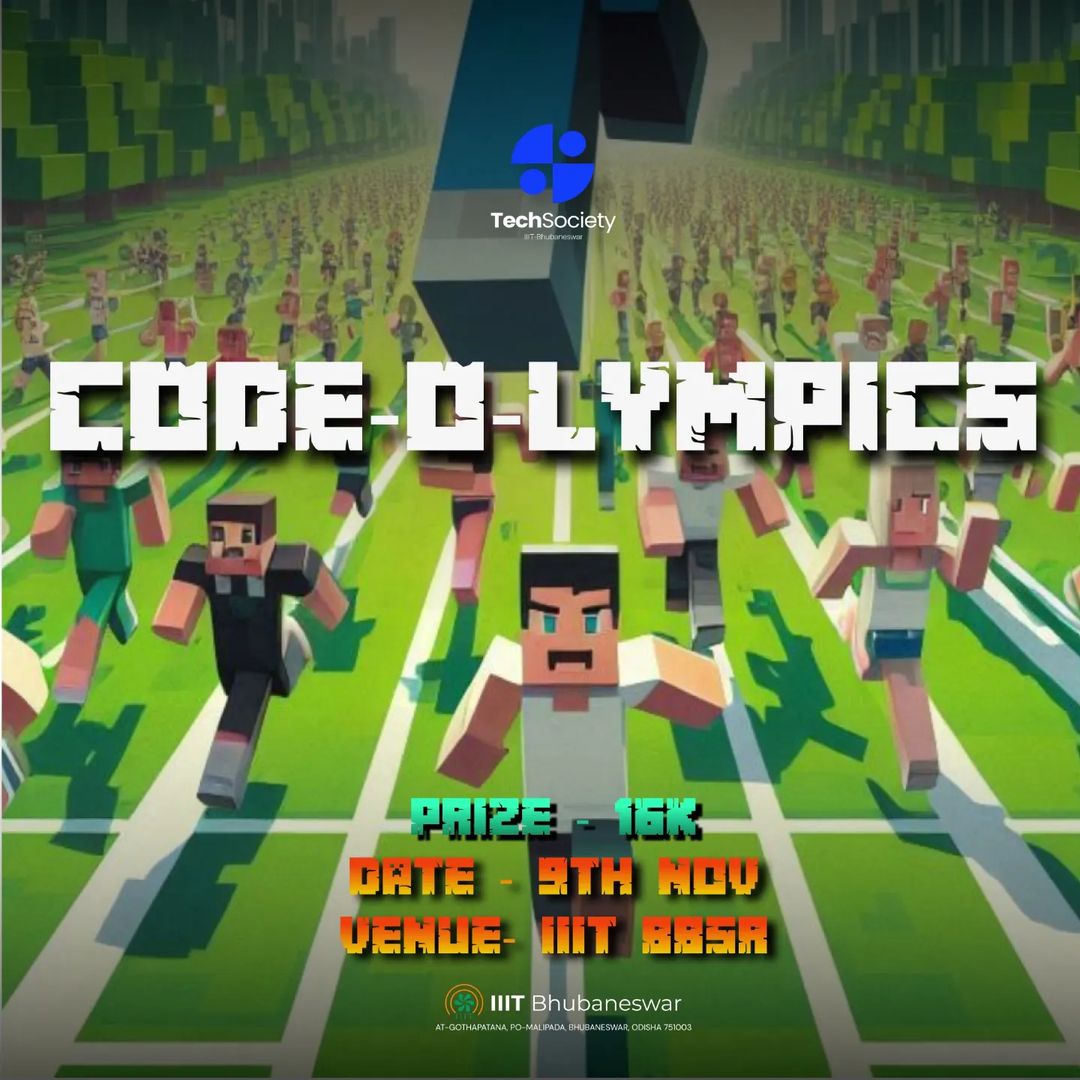 TechSociety
IIIT-Bhubaneswar
CODE-O-LYMPICS
PRIZE - 16K
DATE - 9TH NOV
VENUE- IIIT BBSR
IIIT Bhubaneswar
AT-GOTHAPATANA, PO-MALIPADA, BHUBANESWAR, ODISHA 751003